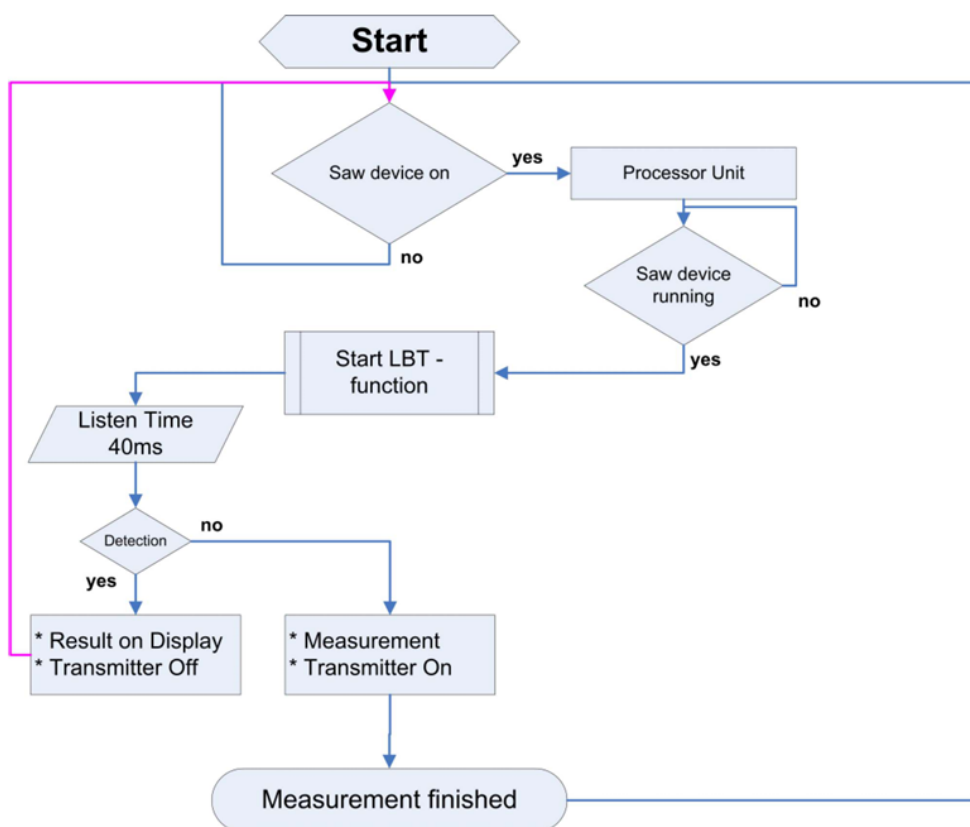 Start
Saw device on
yes
Processor Unit
no
Saw device
running
no
yes
Start LBT -
function
Listen Time
40ms
Detection
no
yes
* Result on Display
* Transmitter Off
* Measurement
* Transmitter On
Measurement finished